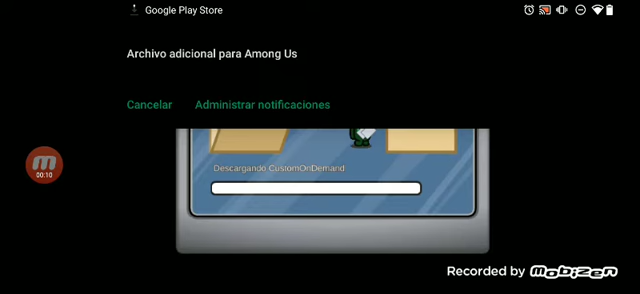 Google Play Store
Archivo adicional para Among Us
Cancelar Administrar notificaciones
Descargando CustomOnDemand
00:10
Recorded by MOBIZEN